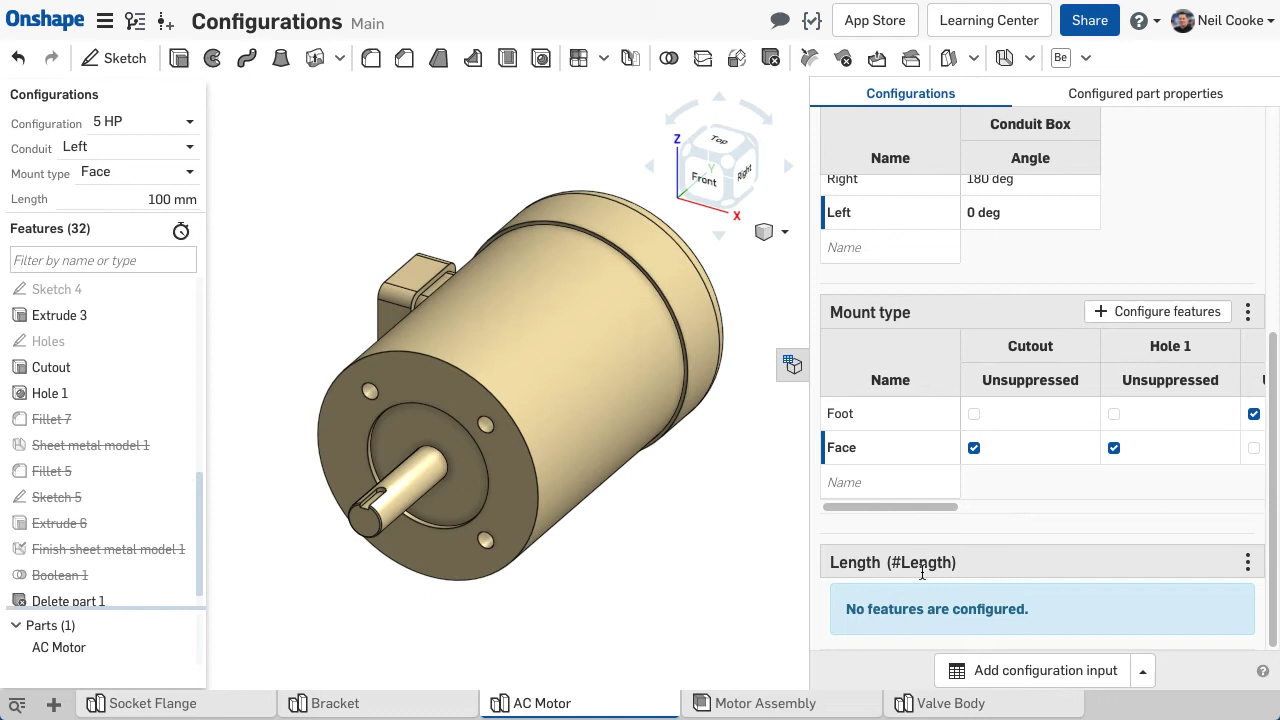 Onshape
Configurations Main
App Store
Learning Center
Share
Neil Cooke
Sketch
Be
Configurations
Configuration 5 HP
Conduit Left
Mount type Face
Length 100 mm
Features (32)
Filter by name or type
Sketch 4
Extrude 3
Holes
Cutout
Hole 1
Fillet 7
Sheet metal model 1
Fillet 5
Sketch 5
Extrude 6
Finish sheet metal model 1
Boolean 1
Delete part 1
Parts (1)
AC Motor
Z
Top
Y
Front
Right
X
Configurations
Configured part properties
Conduit Box
Name Angle
Right 180 deg
Left 0 deg
Name
Mount type
Configure features
Cutout Hole 1
Name Unsuppressed Unsuppressed
Foot
Face
Name
Length (#Length)
No features are configured.
Add configuration input
Socket Flange
Bracket
AC Motor
Motor Assembly
Valve Body